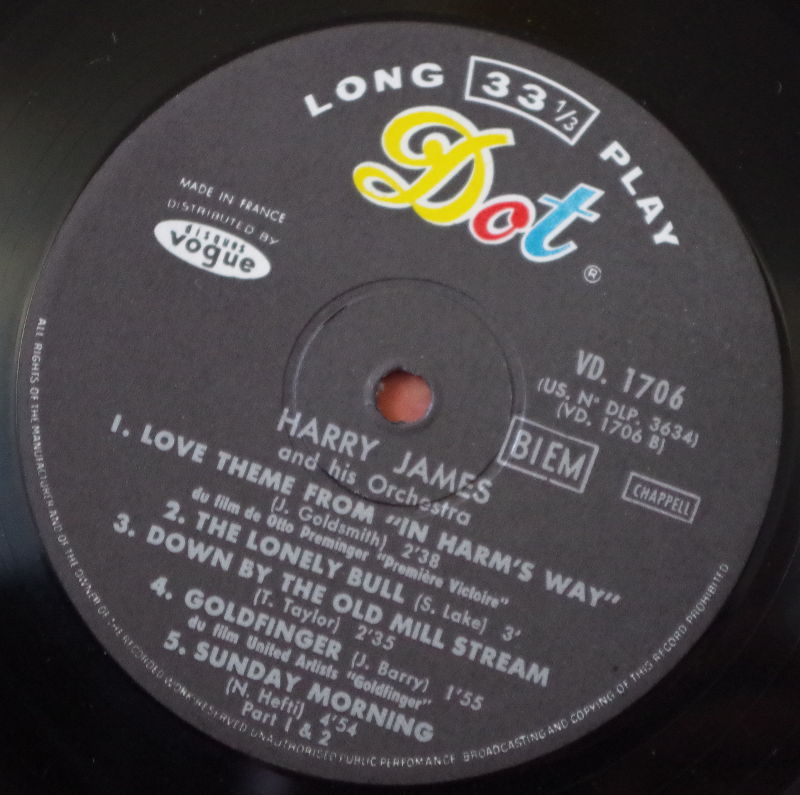 LONG 33 1/3 PLAY
Dot ®
MADE IN FRANCE
DISTRIBUTED BY
disques
vogue
VD. 1706
(US. N° DLP. 3634)
(VD. 1706 B)
BIEM
CHAPPELL
HARRY JAMES
and his Orchestra
1. LOVE THEME FROM "IN HARM'S WAY"
(J. Goldsmith) 2'38
du film de Otto Preminger "Première Victoire"
2. THE LONELY BULL (S. Lake) 3'
3. DOWN BY THE OLD MILL STREAM
(T. Taylor) 2'35
4. GOLDFINGER (J. Barry) 1'55
du film United Artists "Goldfinger"
5. SUNDAY MORNING
(N. Hefti) 4'54
Part 1 & 2
ALL RIGHTS OF THE MANUFACTURER AND OF THE OWNER OF THE RECORDED WORK RESERVED UNAUTHORISED PUBLIC PERFOMANCE BROADCASTING AND COPYING OF THIS RECORD PROHIBITED